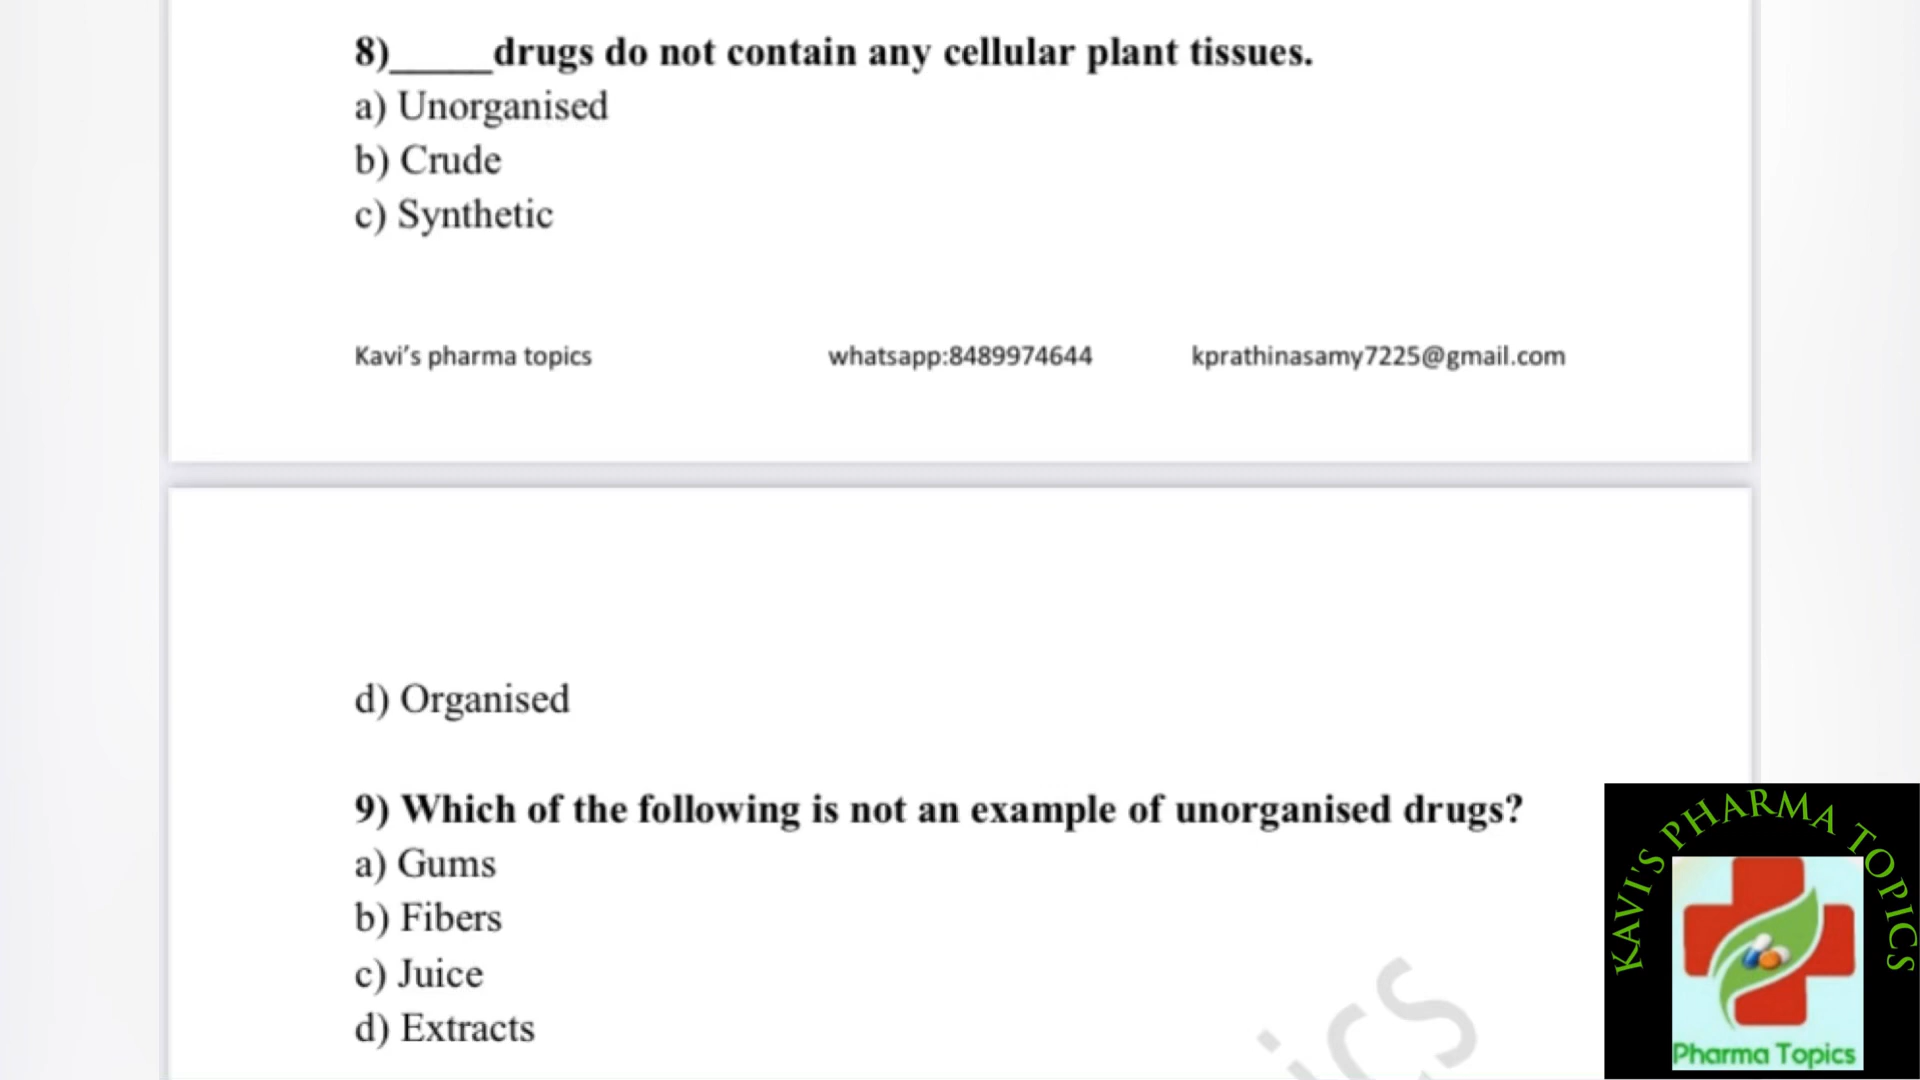 8)_____drugs do not contain any cellular plant tissues.
a) Unorganised
b) Crude
c) Synthetic
Kavi's pharma topics whatsapp:8489974644 kprathinasamy7225@gmail.com
d) Organised
9) Which of the following is not an example of unorganised drugs?
a) Gums
b) Fibers
c) Juice
d) Extracts
ics
KAVI'S PHARMA TOPICS
Pharma Topics